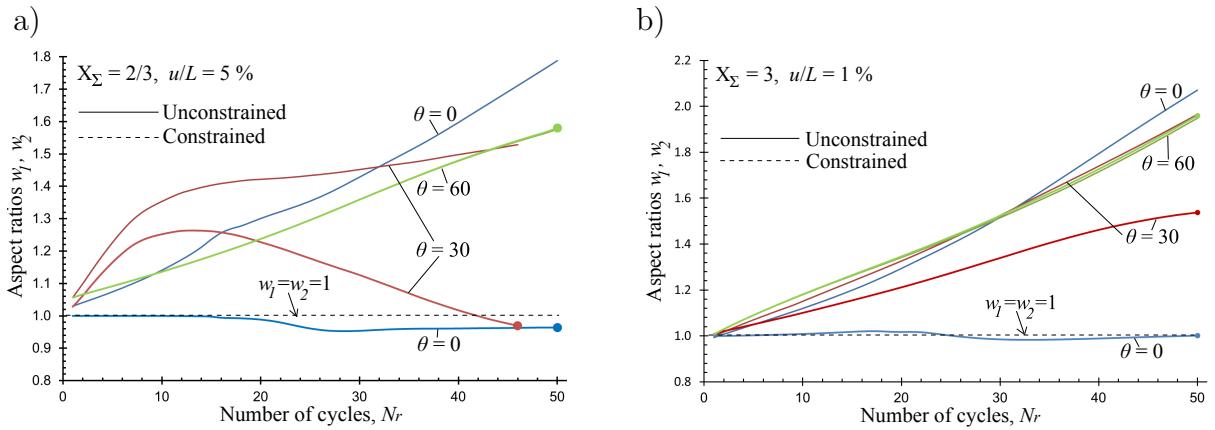 a)
X_Σ = 2/3, u/L = 5 %
Unconstrained
Constrained
Aspect ratios w₁, w₂
1.8
1.7
1.6
1.5
1.4
1.3
1.2
1.1
1.0
0.9
0.8
θ = 0
θ = 60
θ = 30
w₁=w₂=1
θ = 0
0
10
20
30
40
50
Number of cycles, Nr
b)
X_Σ = 3, u/L = 1 %
Unconstrained
Constrained
Aspect ratios w₁, w₂
2.2
2.0
1.8
1.6
1.4
1.2
1.0
0.8
θ = 0
θ = 60
θ = 30
w₁=w₂=1
θ = 0
0
10
20
30
40
50
Number of cycles, Nr